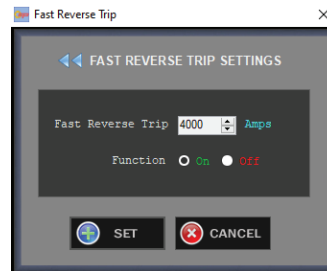 Fast Reverse Trip
FAST REVERSE TRIP SETTINGS
Fast Reverse Trip 4000 Amps
Function On Off
SET CANCEL